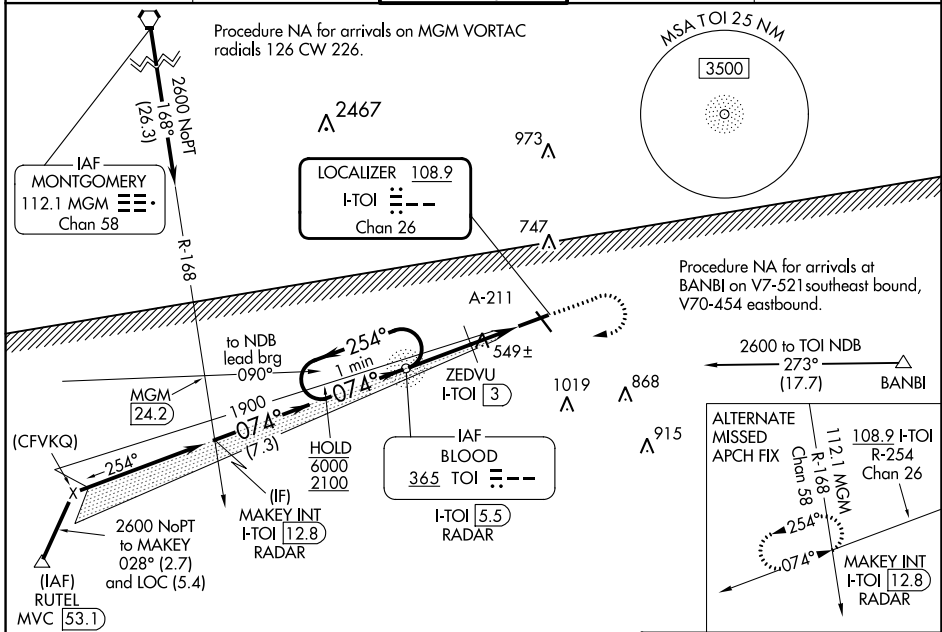 Procedure NA for arrivals on MGM VORTAC
radials 126 CW 226.
MSA TOI 25 NM
3500
2600 NoPT
168°
(26.3)
2467
973
IAF
MONTGOMERY
112.1 MGM
Chan 58
LOCALIZER 108.9
I-TOI
Chan 26
R-168
747
A-211
Procedure NA for arrivals at
BANBI on V7-521 southeast bound,
V70-454 eastbound.
to NDB
lead brg
090°
254°
1 min
074°
549±
ZEDVU
I-TOI 3
2600 to TOI NDB
273°
(17.7)
BANBI
MGM
24.2
1900
074°
(7.3)
1019
868
915
(CFVKQ)
254°
HOLD
6000
2100
IAF
BLOOD
365 TOI
I-TOI 5.5
RADAR
(IF)
MAKEY INT
I-TOI 12.8
RADAR
2600 NoPT
to MAKEY
028° (2.7)
and LOC (5.4)
(IAF)
RUTEL
MVC 53.1
ALTERNATE
MISSED
APCH FIX
112.1 MGM
R-168
Chan 58
108.9 I-TOI
R-254
Chan 26
254°
074°
MAKEY INT
I-TOI 12.8
RADAR